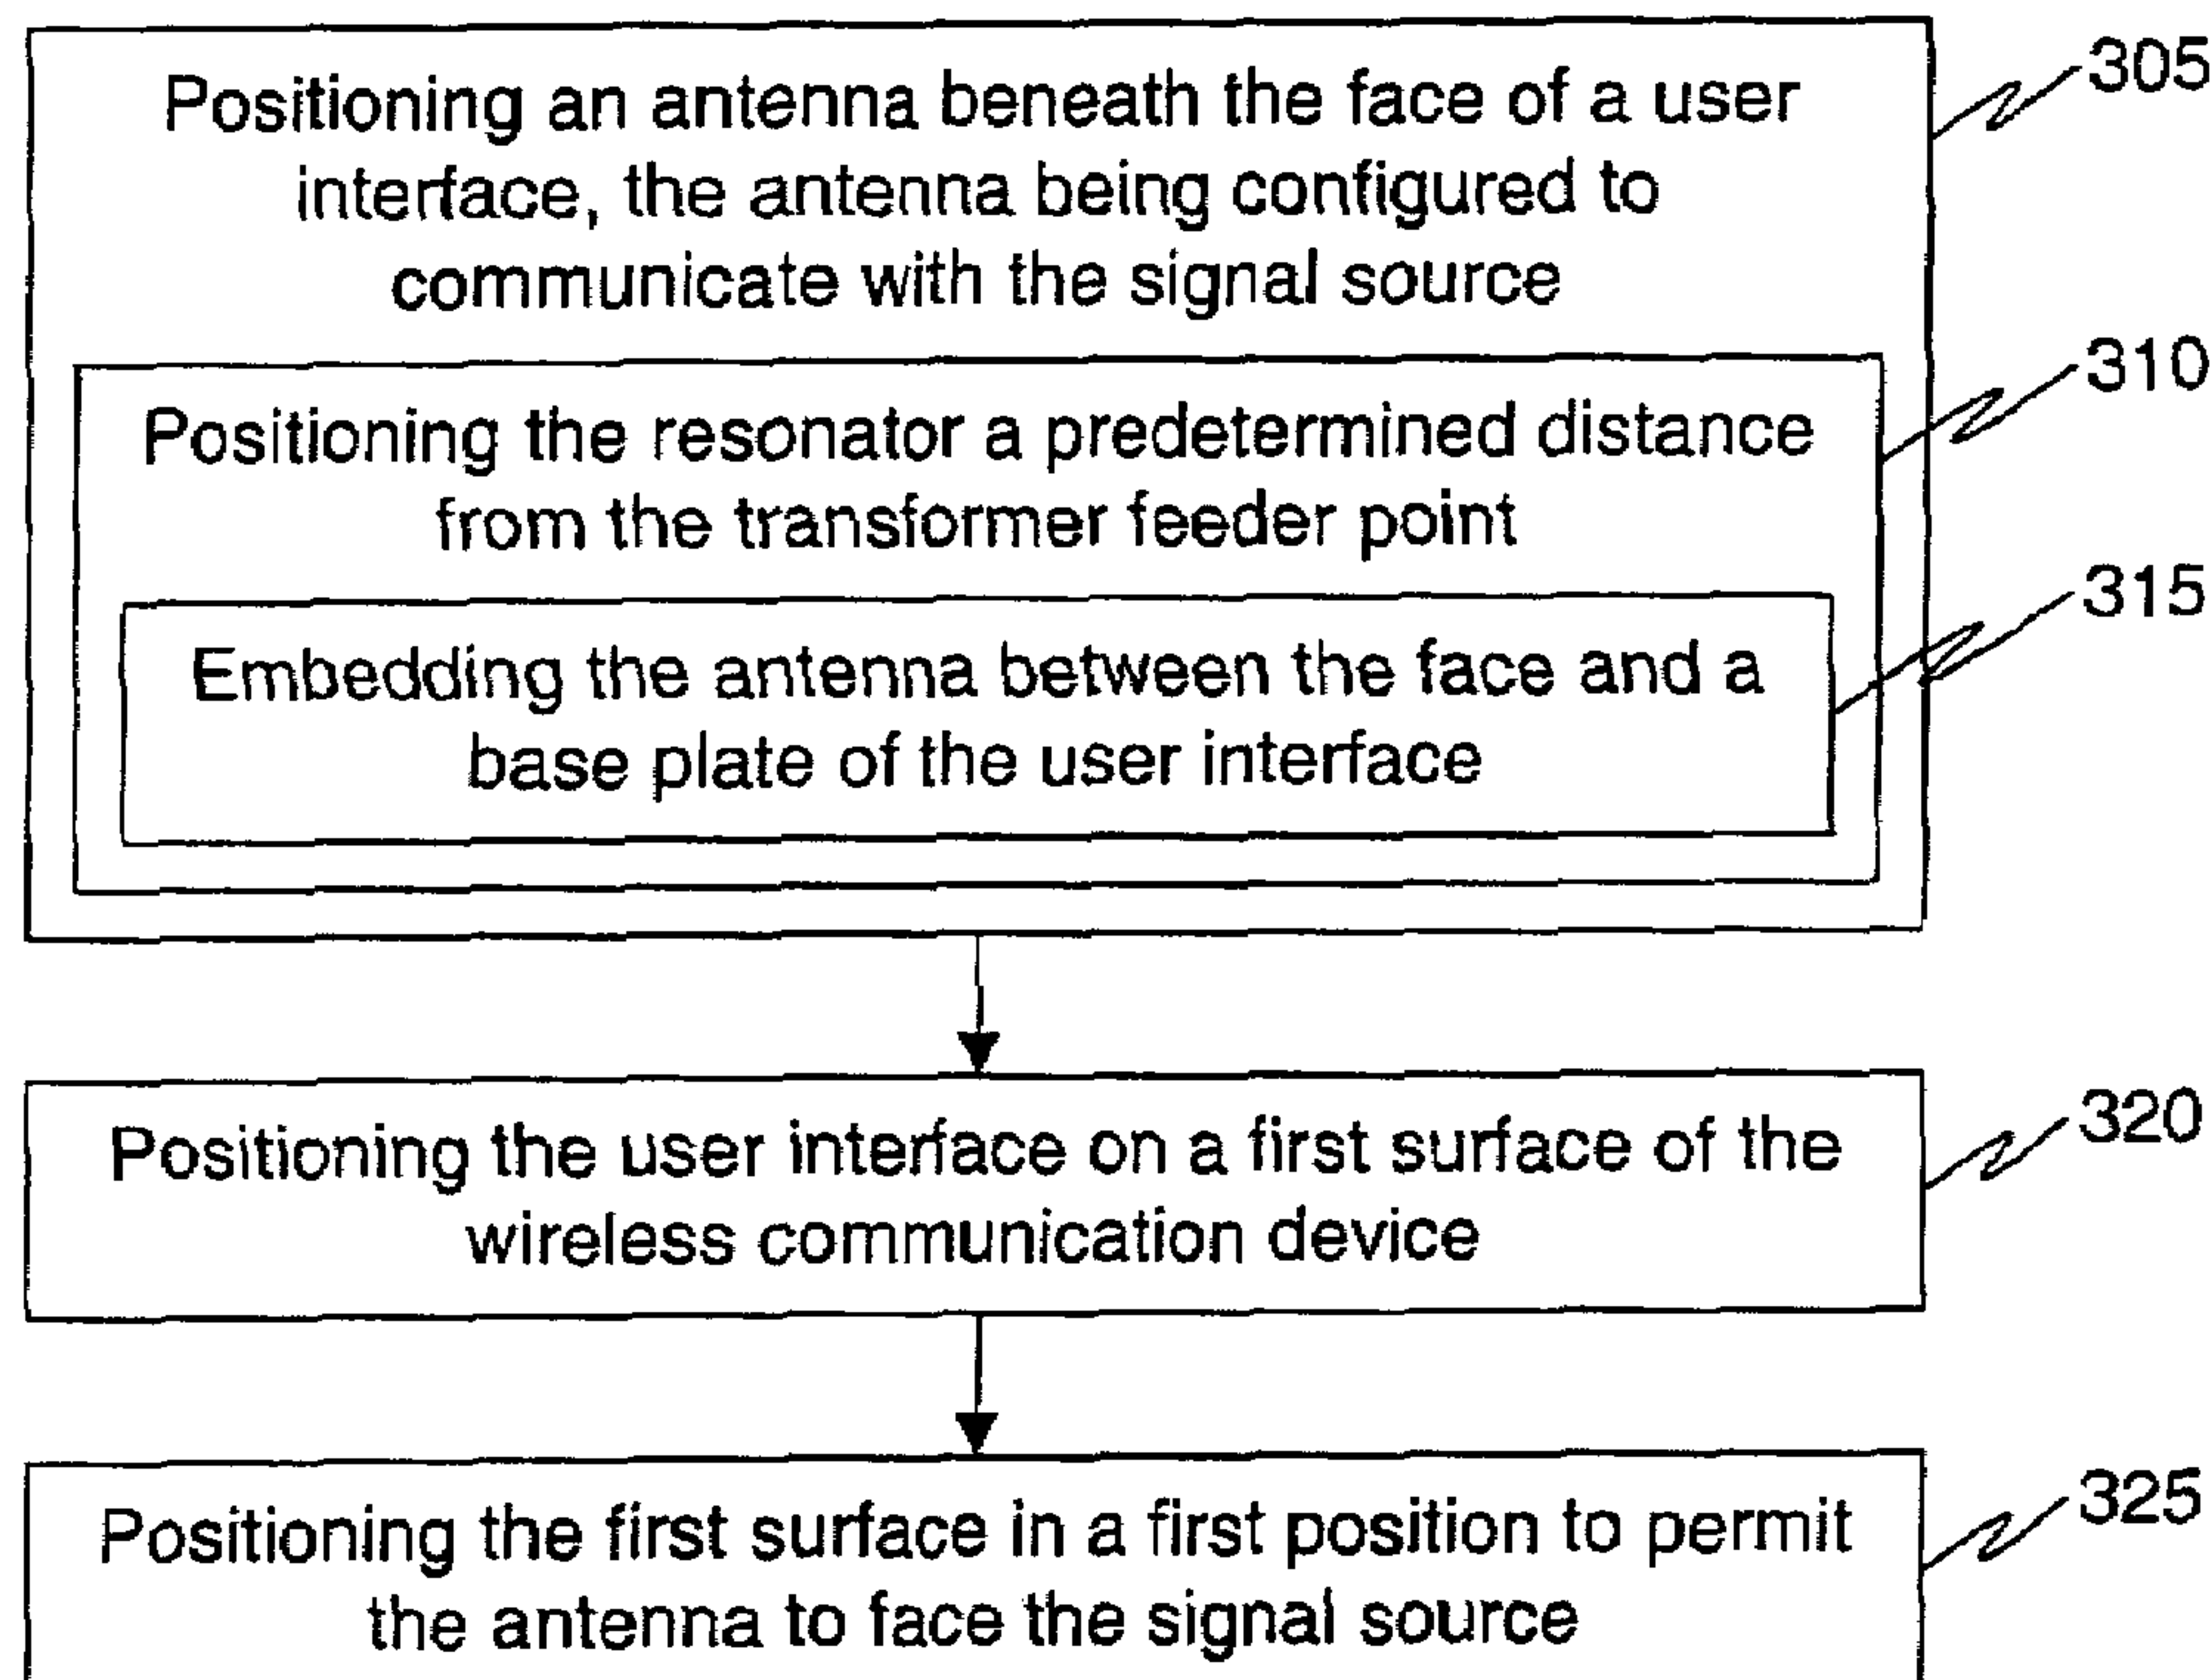 305
Positioning an antenna beneath the face of a user
interface, the antenna being configured to
communicate with the signal source
310
Positioning the resonator a predetermined distance
from the transformer feeder point
315
Embedding the antenna between the face and a
base plate of the user interface
320
Positioning the user interface on a first surface of the
wireless communication device
325
Positioning the first surface in a first position to permit
the antenna to face the signal source